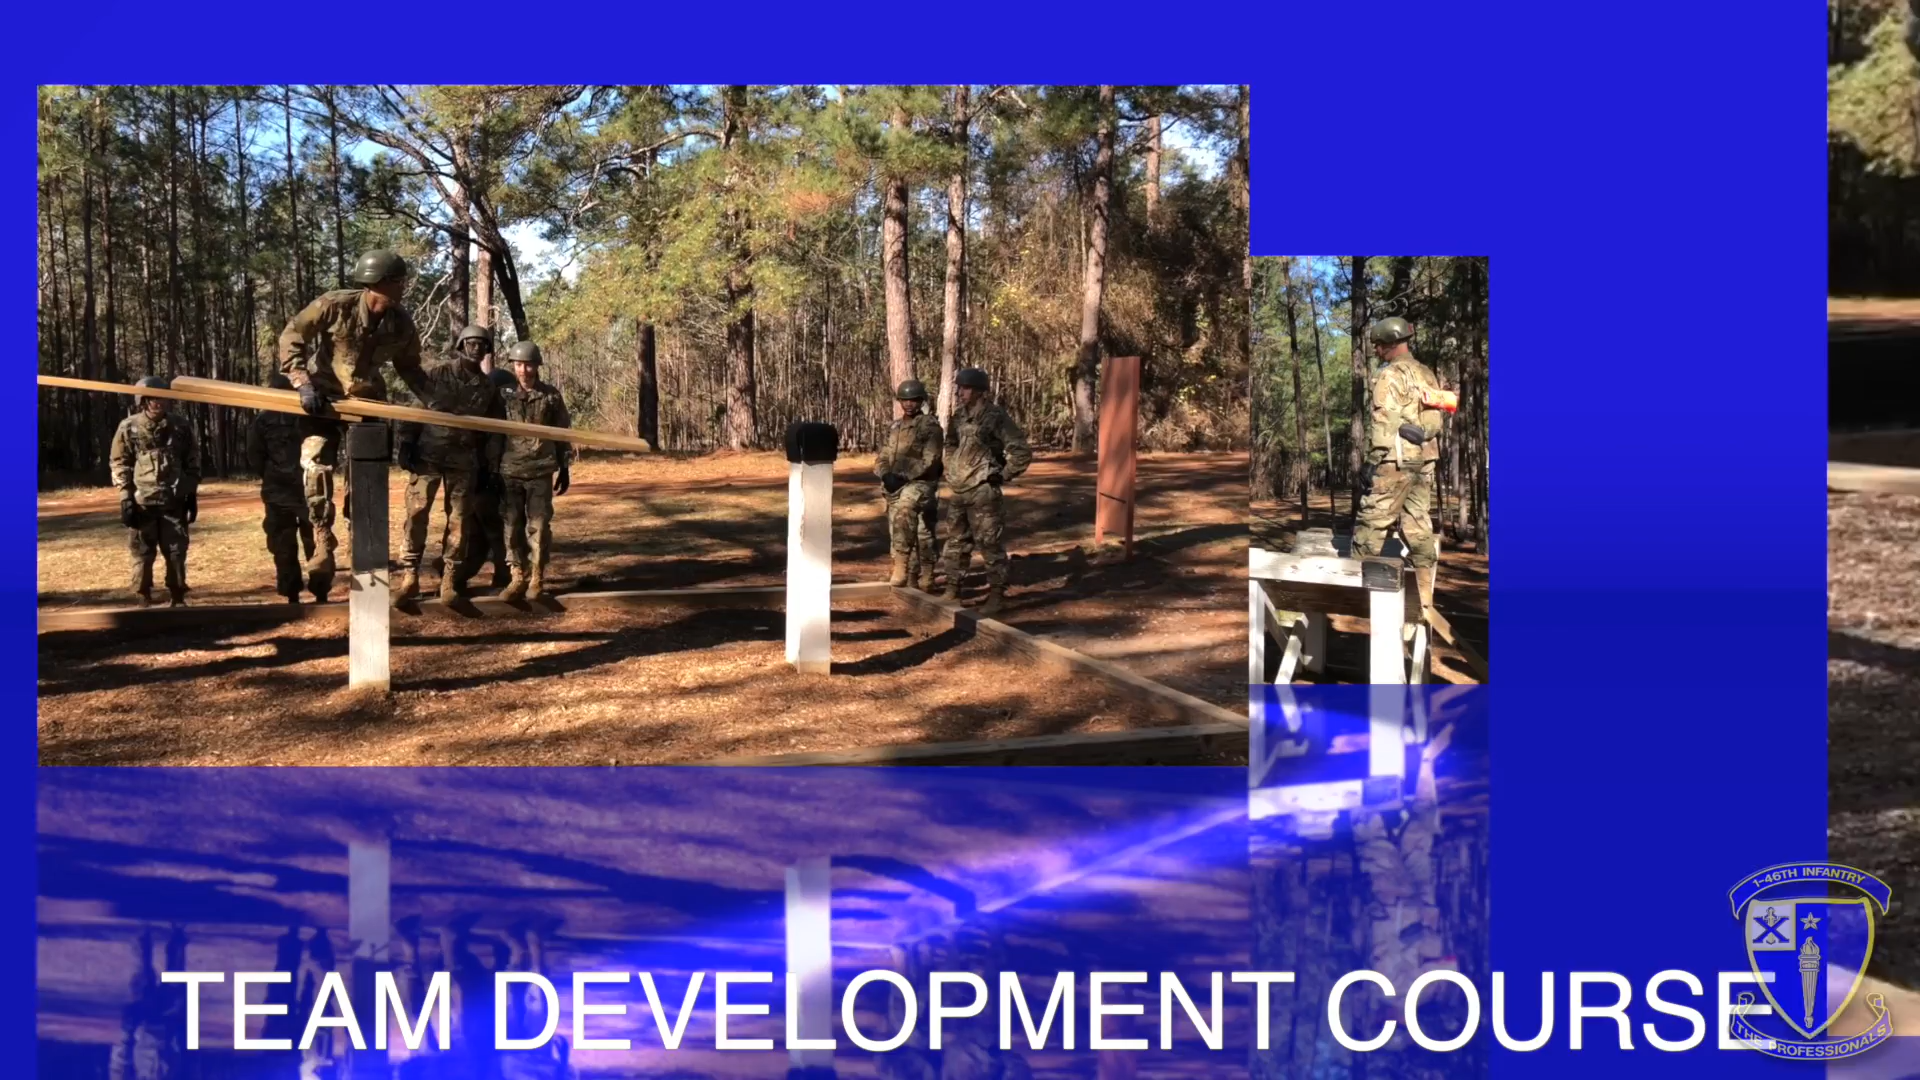 TEAM DEVELOPMENT COURSE
1-46TH INFANTRY
THE PROFESSIONALS